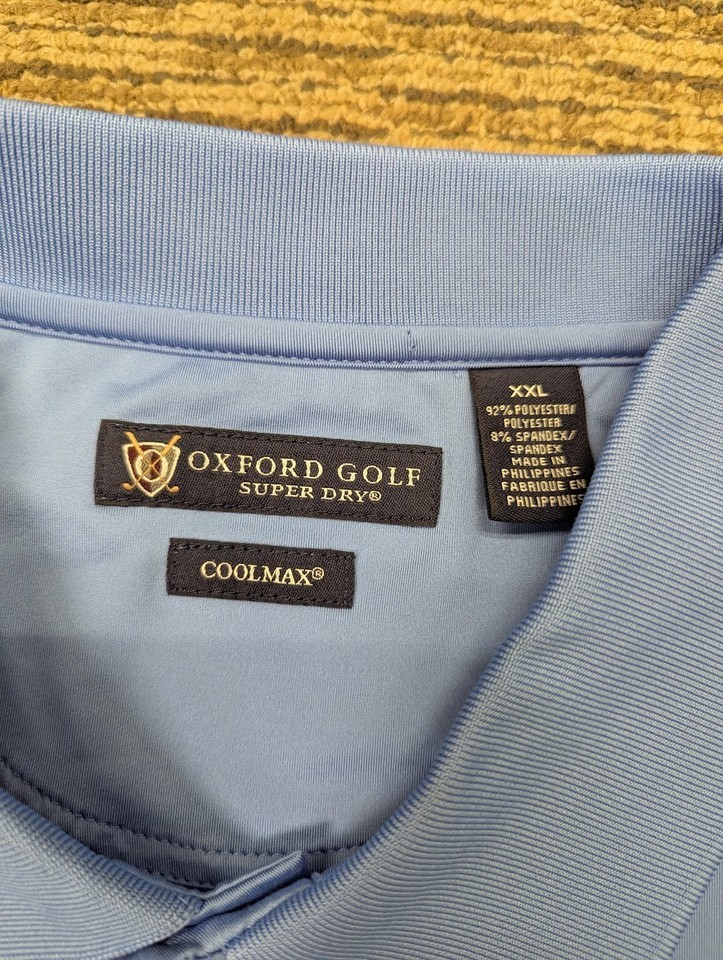 OXFORD GOLF
SUPER DRY®
COOLMAX®
XXL
92% POLYESTER/
POLYESTER
8% SPANDEX/
SPANDEX
MADE IN
PHILIPPINES
FABRIQUE EN
PHILIPPINES